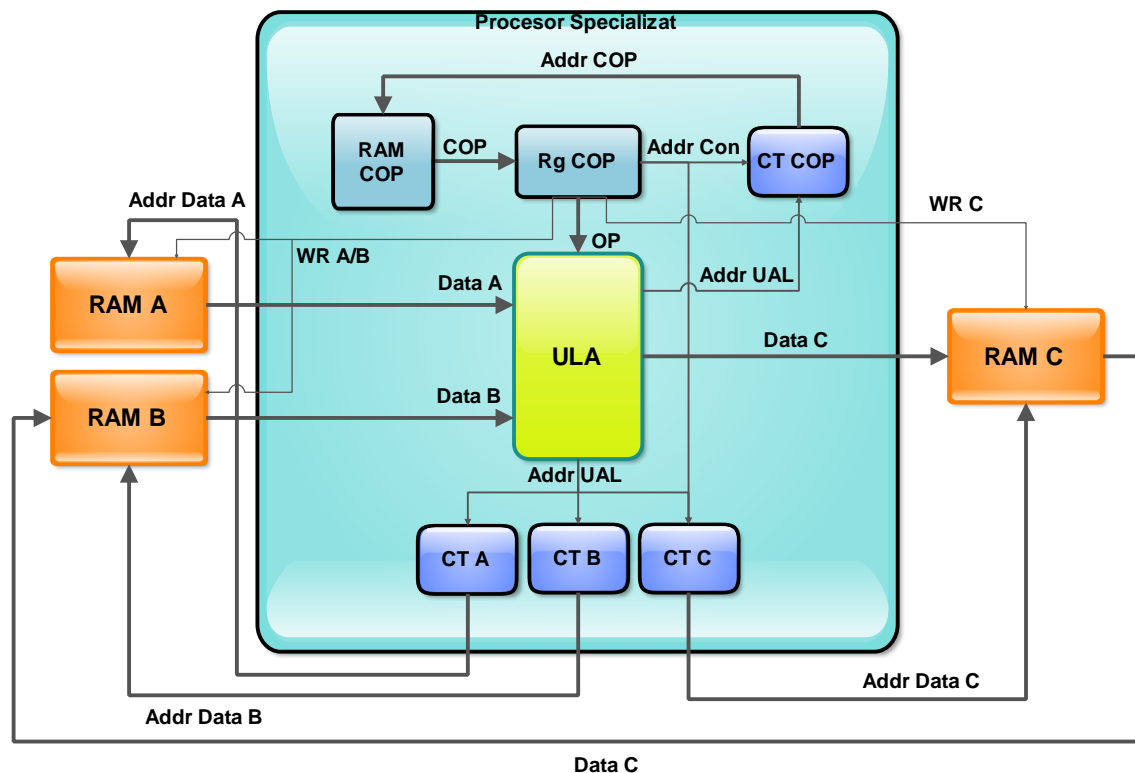 Procesor Specializat
Addr COP
RAM
COP
COP
Rg COP
Addr Con
CT COP
Addr Data A
WR A/B
OP
WR C
RAM A
Data A
Addr UAL
ULA
Data C
RAM C
RAM B
Data B
Addr UAL
CT A
CT B
CT C
Addr Data C
Addr Data B
Data C